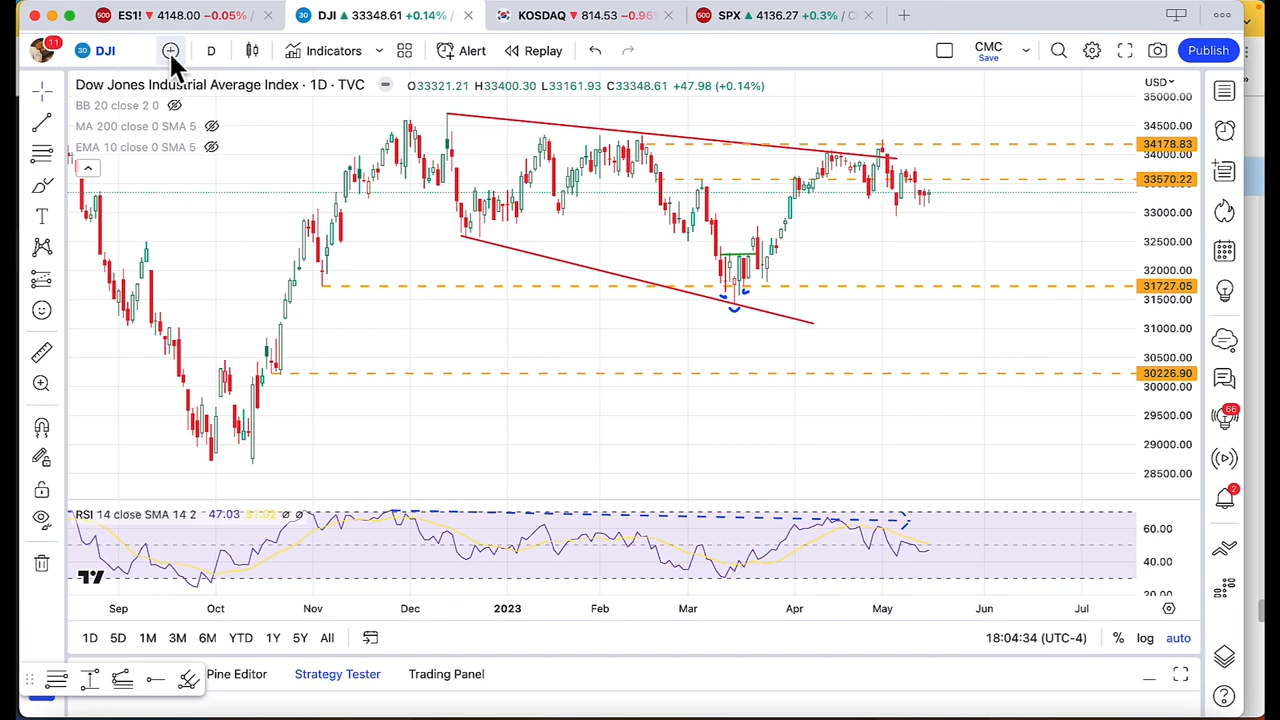 ES1! ▼ 4148.00 −0.05% /
DJI ▲ 33348.61 +0.14% /
KOSDAQ ▼ 814.53 −0.96
SPX ▲ 4136.27 +0.3% / C
11
30 DJI
D
Indicators
Alert
Replay
CMC
Save
Publish
Dow Jones Industrial Average Index · 1D · TVC
O33321.21 H33400.30 L33161.93 C33348.61 +47.98 (+0.14%)
USD
BB 20 close 2 0
MA 200 close 0 SMA 5
EMA 10 close 0 SMA 5
35000.00
34500.00
34178.83
34000.00
33570.22
33000.00
32500.00
32000.00
31727.05
31500.00
31000.00
30500.00
30226.90
30000.00
29500.00
29000.00
28500.00
66
2
RSI 14 close SMA 14 2 47.03 51.02 ∅ ∅
60.00
40.00
20.00
Sep Oct Nov Dec 2023 Feb Mar Apr May Jun Jul
1D 5D 1M 3M 6M YTD 1Y 5Y All
18:04:34 (UTC-4) % log auto
Pine Editor Strategy Tester Trading Panel